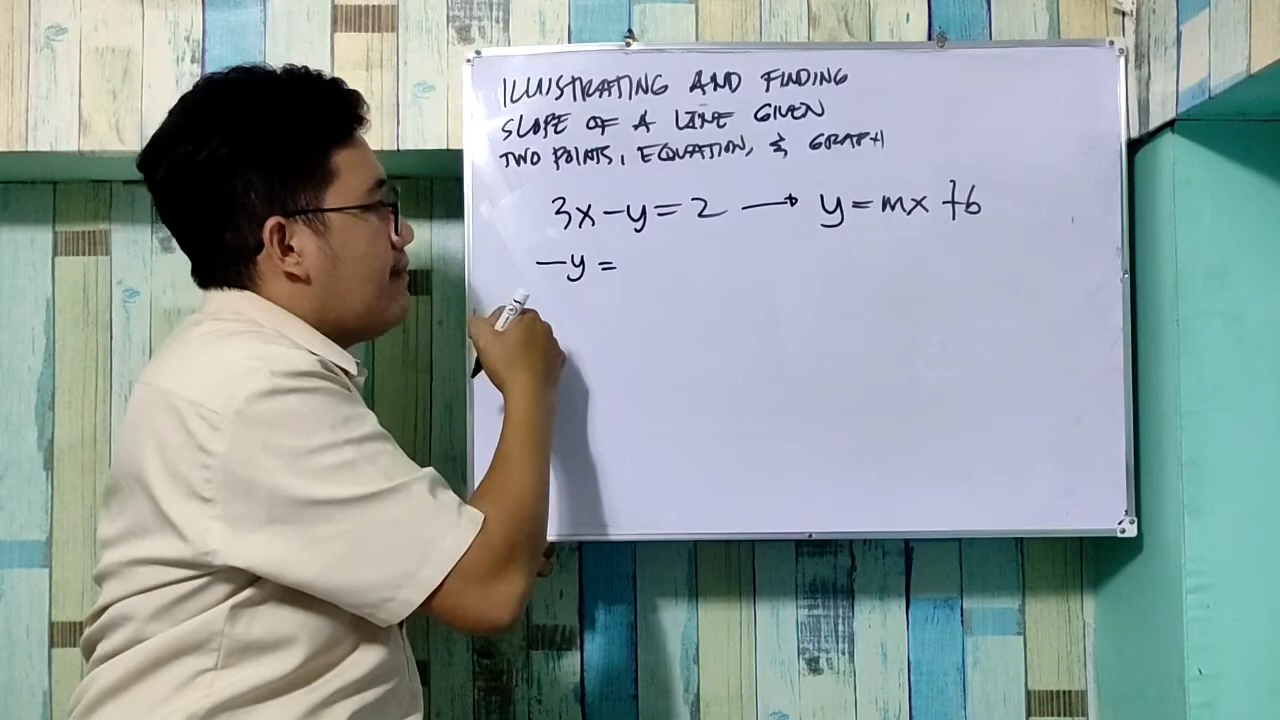 ILLUSTRATING AND FINDING
SLOPE OF A LINE GIVEN
TWO POINTS, EQUATION, & GRAPH
3x - y = 2 → y = mx + b
-y =